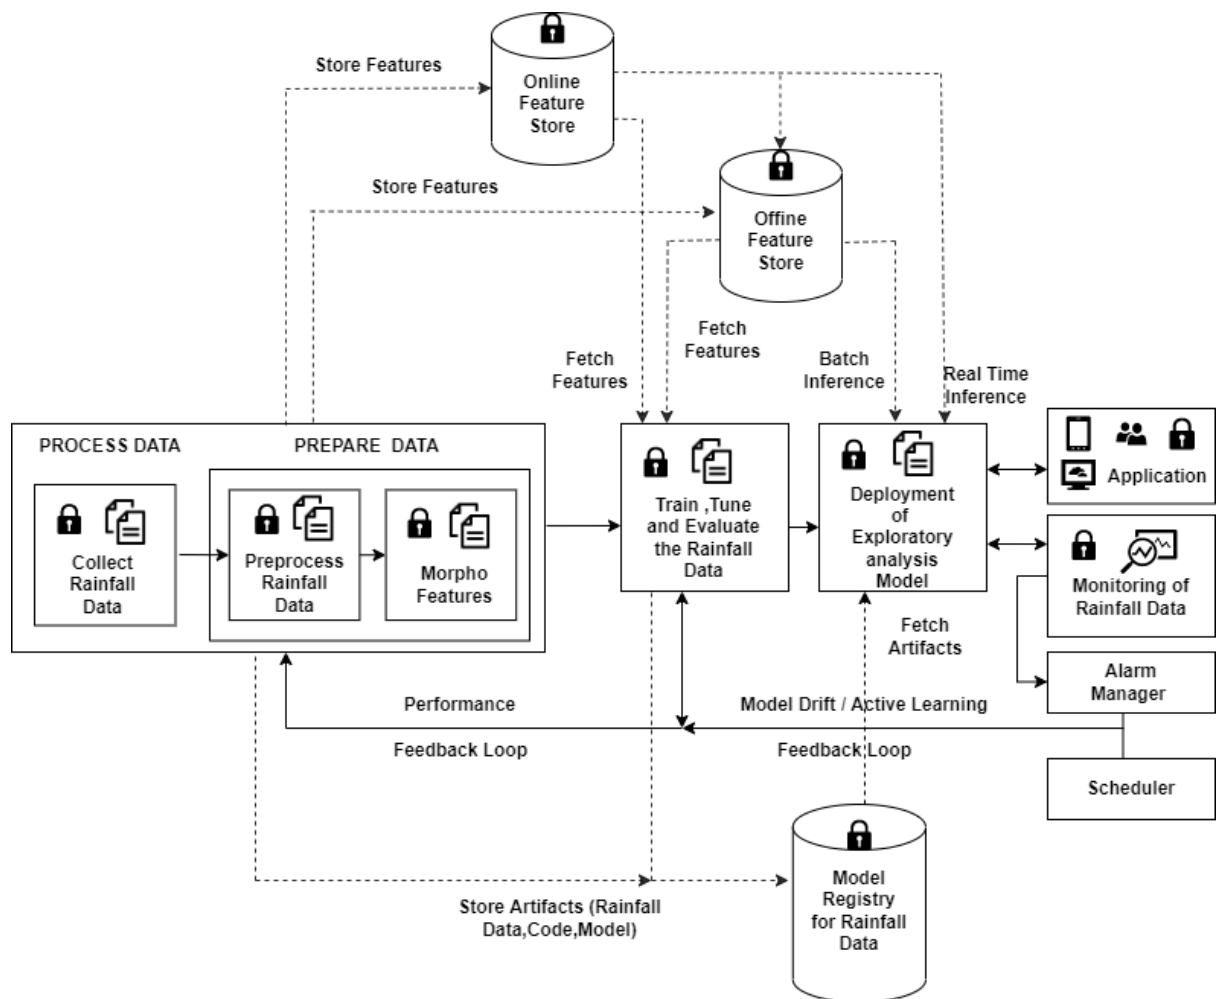 Store Features
Online
Feature
Store
Store Features
Offine
Feature
Store
Fetch
Features
Fetch
Features
Batch
Inference
Real Time
Inference
PROCESS DATA
PREPARE DATA
Collect
Rainfall
Data
Preprocess
Rainfall
Data
Morpho
Features
Train ,Tune
and Evaluate
the Rainfall
Data
Deployment
of
Exploratory
analysis
Model
Application
Monitoring of
Rainfall Data
Fetch
Artifacts
Alarm
Manager
Performance
Feedback Loop
Model Drift / Active Learning
Feedback Loop
Scheduler
Store Artifacts (Rainfall
Data,Code,Model)
Model
Registry
for Rainfall
Data